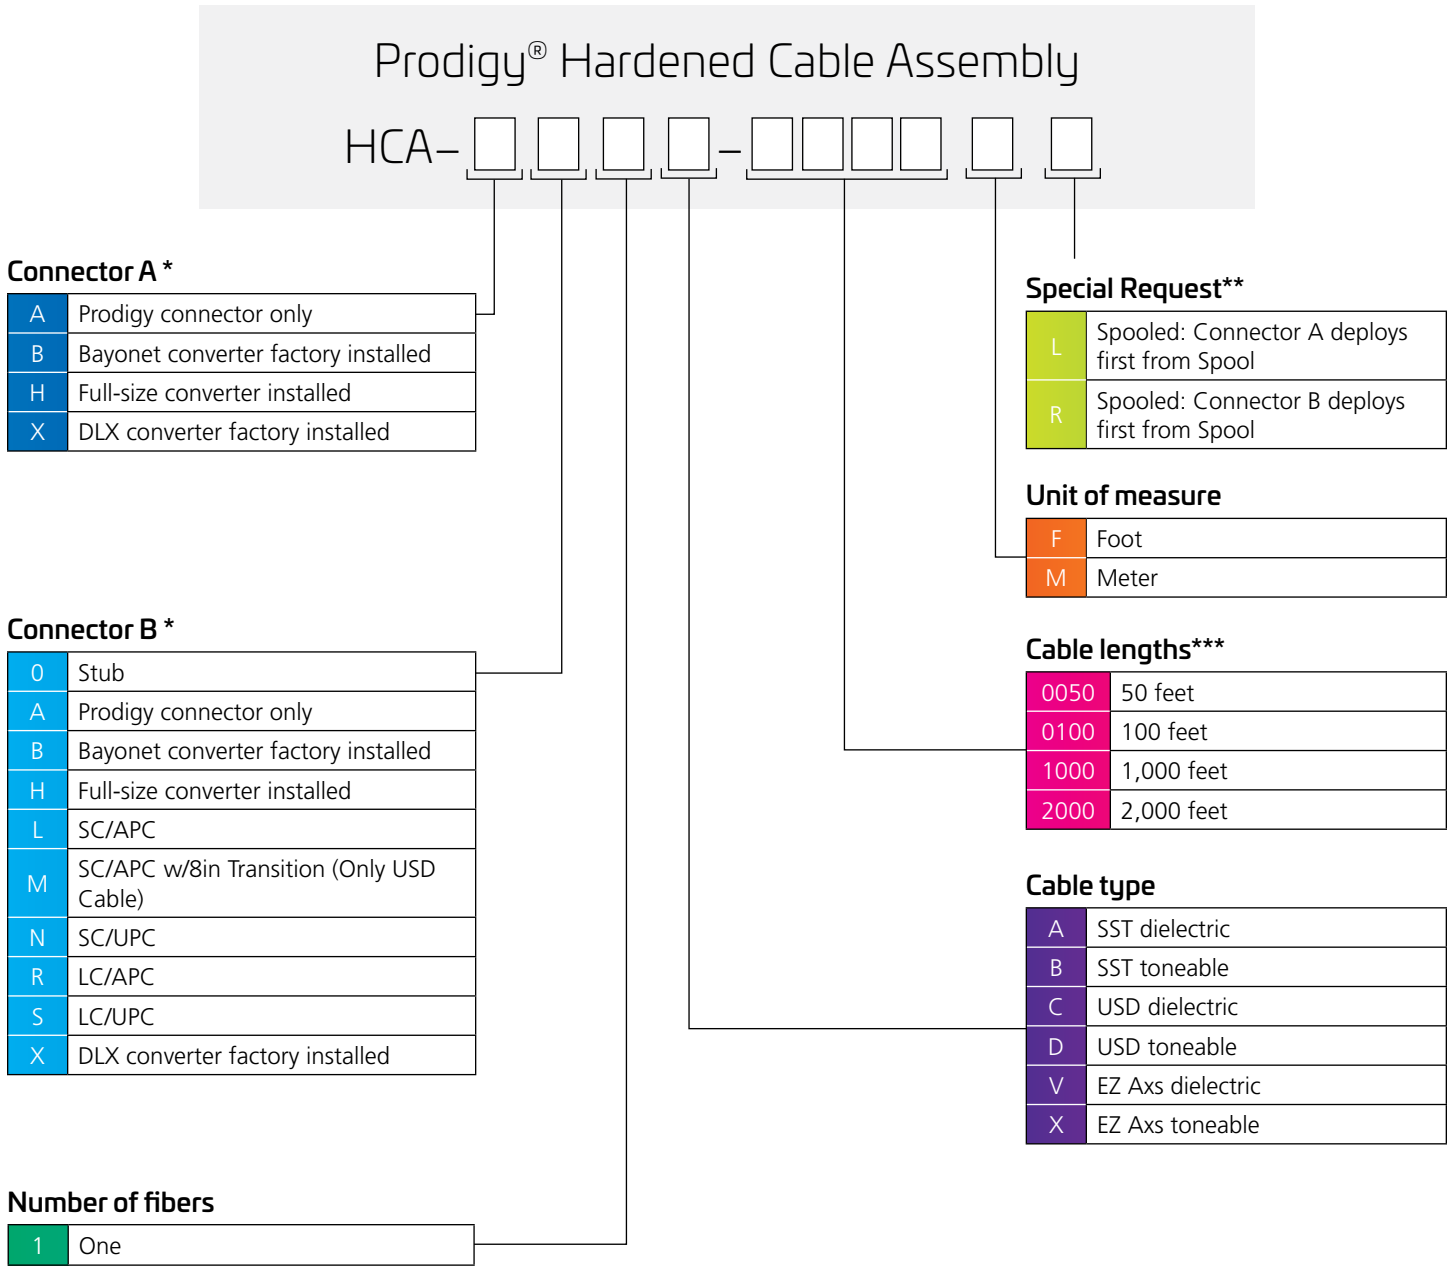 Prodigy® Hardened Cable Assembly
HCA–
–
Connector A *
A Prodigy connector only
B Bayonet converter factory installed
H Full-size converter installed
X DLX converter factory installed
Connector B *
0 Stub
A Prodigy connector only
B Bayonet converter factory installed
H Full-size converter installed
L SC/APC
M SC/APC w/8in Transition (Only USD
Cable)
N SC/UPC
R LC/APC
S LC/UPC
X DLX converter factory installed
Number of fibers
1 One
Special Request**
L Spooled: Connector A deploys
first from Spool
R Spooled: Connector B deploys
first from Spool
Unit of measure
F Foot
M Meter
Cable lengths***
0050 50 feet
0100 100 feet
1000 1,000 feet
2000 2,000 feet
Cable type
A SST dielectric
B SST toneable
C USD dielectric
D USD toneable
V EZ Axs dielectric
X EZ Axs toneable